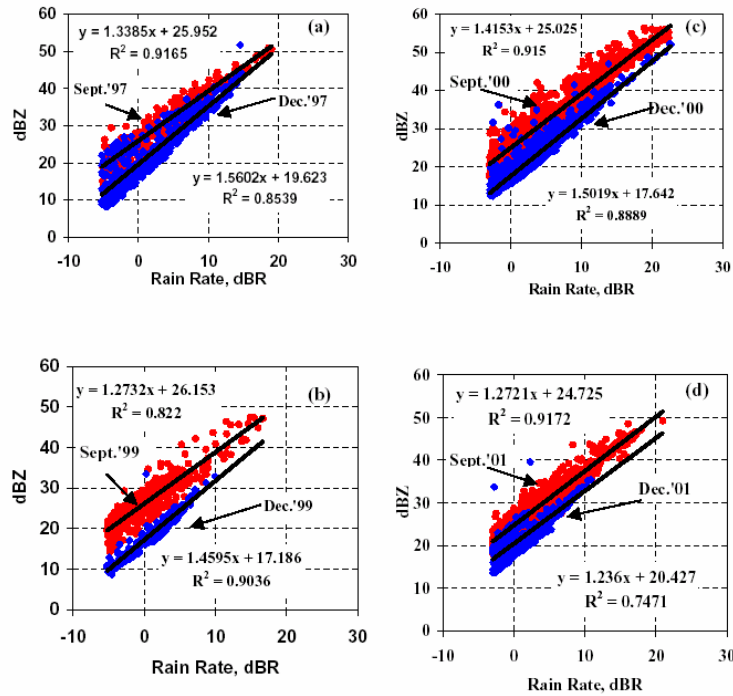 60
50
40
30
20
10
0
-10
0
10
20
30
dBZ
Rain Rate, dBR
(a)
y = 1.3385x + 25.952
R² = 0.9165
Sept.'97
Dec.'97
y = 1.5602x + 19.623
R² = 0.8539
60
50
40
30
20
10
0
-10
0
10
20
30
dBZ
Rain Rate, dBR
(c)
y = 1.4153x + 25.025
R² = 0.915
Sept.'00
Dec.'00
y = 1.5019x + 17.642
R² = 0.8889
60
50
40
30
20
10
0
-10
0
10
20
30
dBZ
Rain Rate, dBR
(b)
y = 1.2732x + 26.153
R² = 0.822
Sept.'99
Dec.'99
y = 1.4595x + 17.186
R² = 0.9036
60
50
40
30
20
10
0
-10
0
10
20
30
dBZ
Rain Rate, dBR
(d)
y = 1.2721x + 24.725
R² = 0.9172
Sept.'01
Dec.'01
y = 1.236x + 20.427
R² = 0.7471